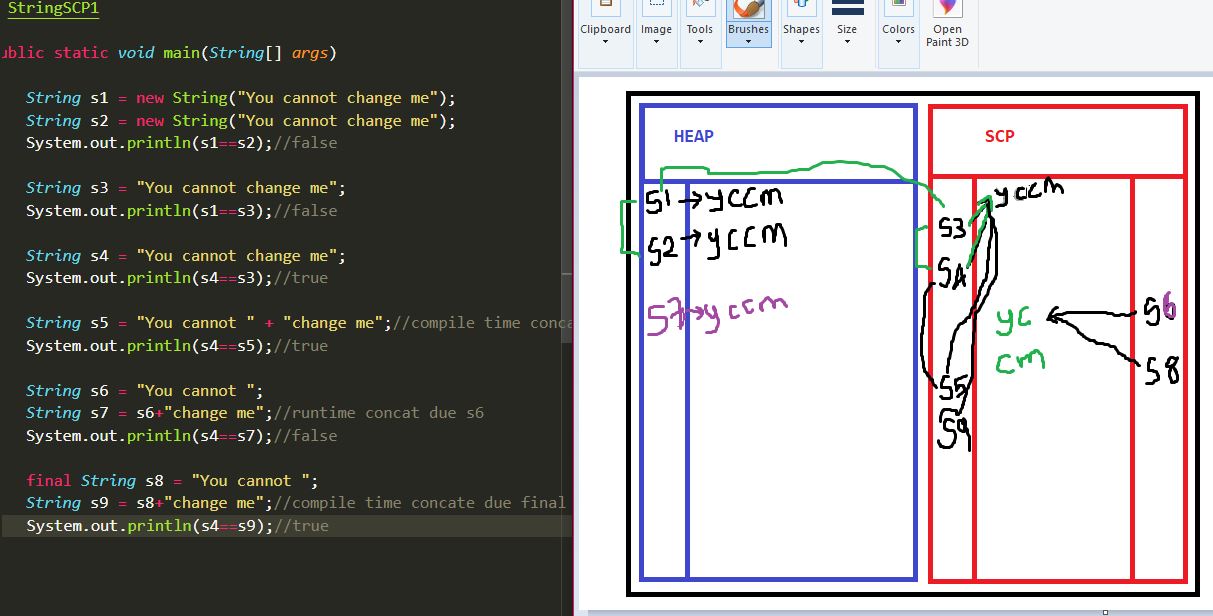 StringSCP1
ublic static void main(String[] args)
String s1 = new String("You cannot change me");
String s2 = new String("You cannot change me");
System.out.println(s1==s2);//false
String s3 = "You cannot change me";
System.out.println(s1==s3);//false
String s4 = "You cannot change me";
System.out.println(s4==s3);//true
String s5 = "You cannot " + "change me";//compile time conca
System.out.println(s4==s5);//true
String s6 = "You cannot ";
String s7 = s6+"change me";//runtime concat due s6
System.out.println(s4==s7);//false
final String s8 = "You cannot ";
String s9 = s8+"change me";//compile time concate due final
System.out.println(s4==s9);//true
Clipboard Image Tools Brushes Shapes Size Colors Open Paint 3D
HEAP
S1 → yccm
S2 → yccm
S7 → yccm
SCP
yccm
S3
S4
yc
cm
S6
S8
S5
S9